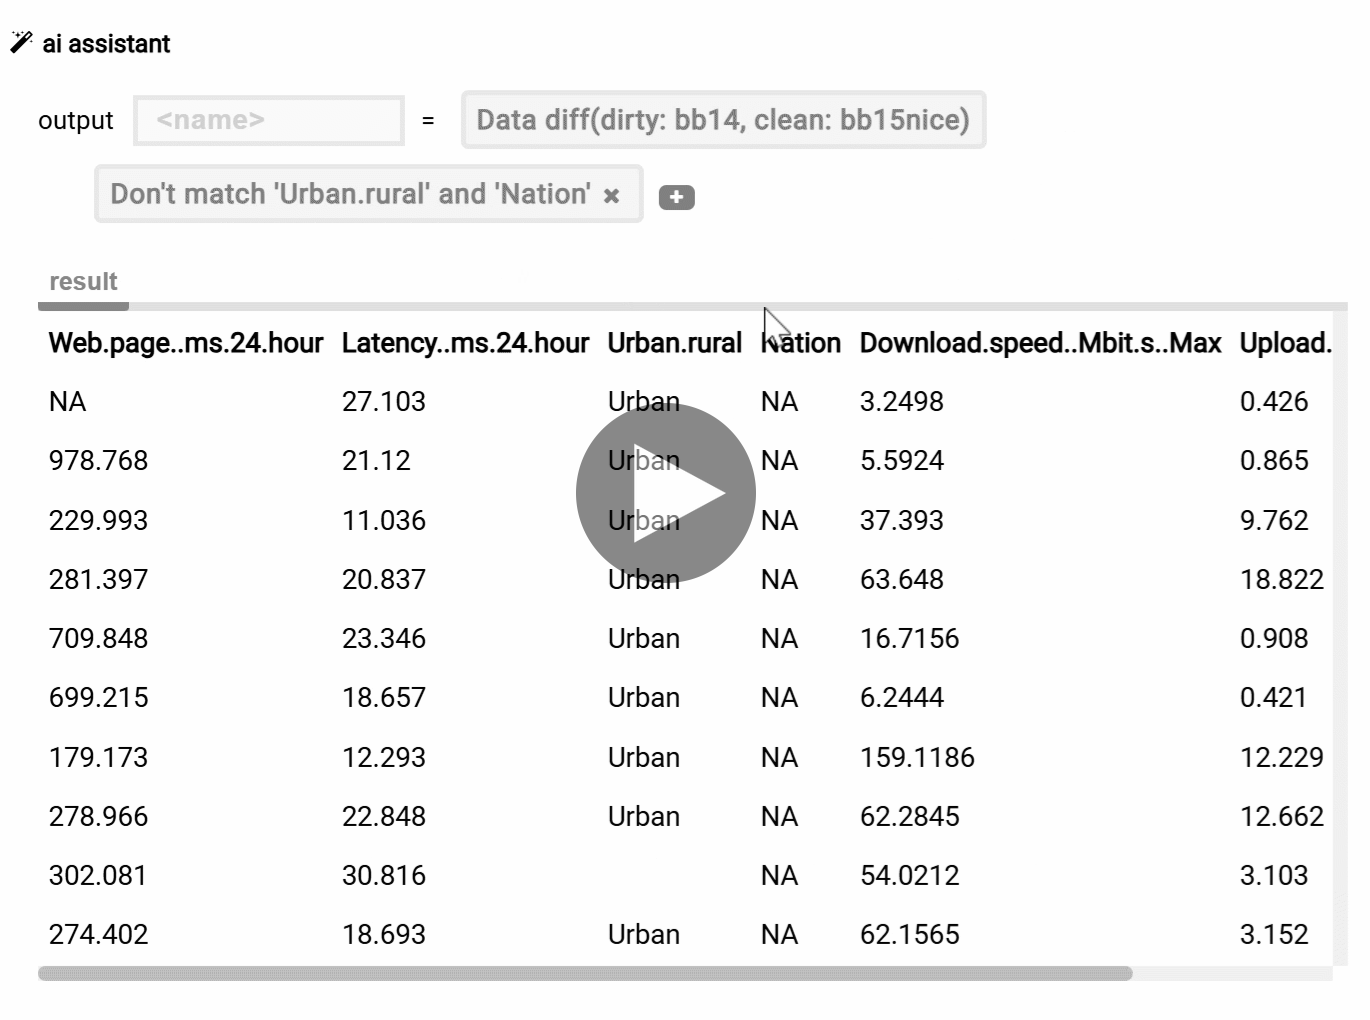 ai assistant
output <name> = Data diff(dirty: bb14, clean: bb15nice)
Don't match 'Urban.rural' and 'Nation' ×
result
Web.page..ms.24.hour Latency..ms.24.hour Urban.rural Nation Download.speed..Mbit.s..Max Upload.
NA 27.103 Urban NA 3.2498 0.426
978.768 21.12 Urban NA 5.5924 0.865
229.993 11.036 Urban NA 37.393 9.762
281.397 20.837 Urban NA 63.648 18.822
709.848 23.346 Urban NA 16.7156 0.908
699.215 18.657 Urban NA 6.2444 0.421
179.173 12.293 Urban NA 159.1186 12.229
278.966 22.848 Urban NA 62.2845 12.662
302.081 30.816 NA 54.0212 3.103
274.402 18.693 Urban NA 62.1565 3.152